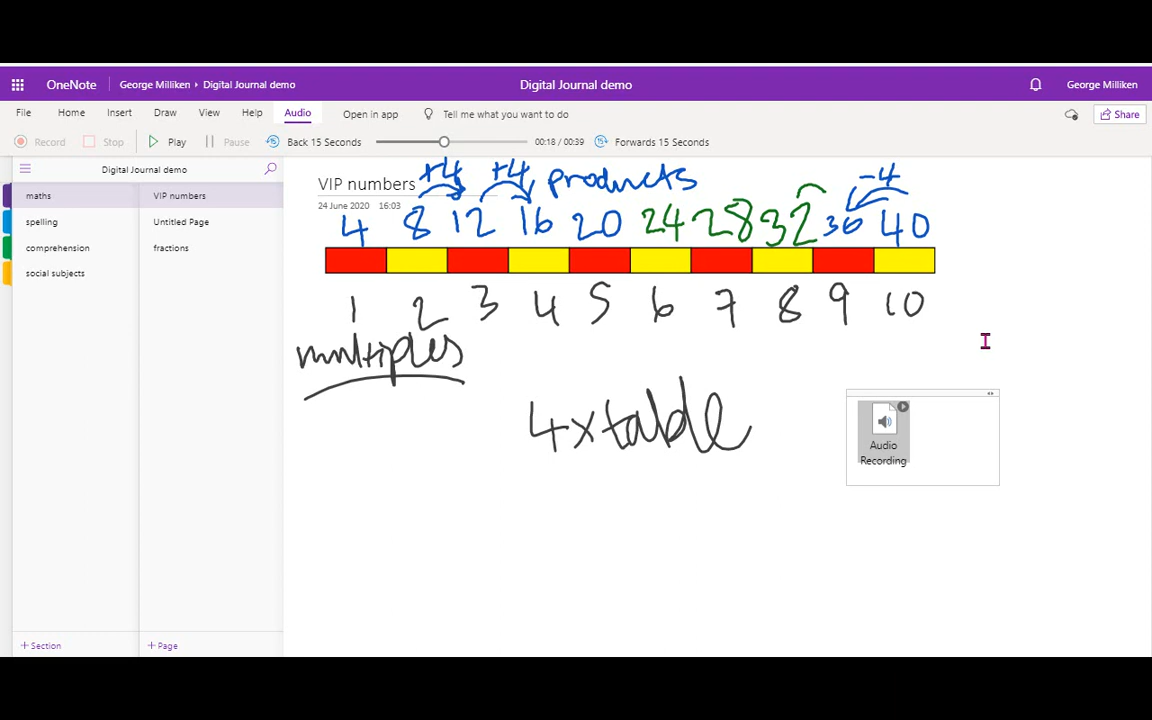 OneNote George Milliken › Digital Journal demo Digital Journal demo George Milliken
File Home Insert Draw View Help Audio Open in app Tell me what you want to do Share
Record Stop Play Pause Back 15 Seconds 00:18 / 00:39 Forwards 15 Seconds
Digital Journal demo
maths
spelling
comprehension
social subjects
+ Section
VIP numbers
Untitled Page
fractions
+ Page
VIP numbers
24 June 2020 16:03
+4 +4 products -4
4 8 12 16 20 24 28 32 36 40
1 2 3 4 5 6 7 8 9 10
multiples
4xtable
Audio
Recording